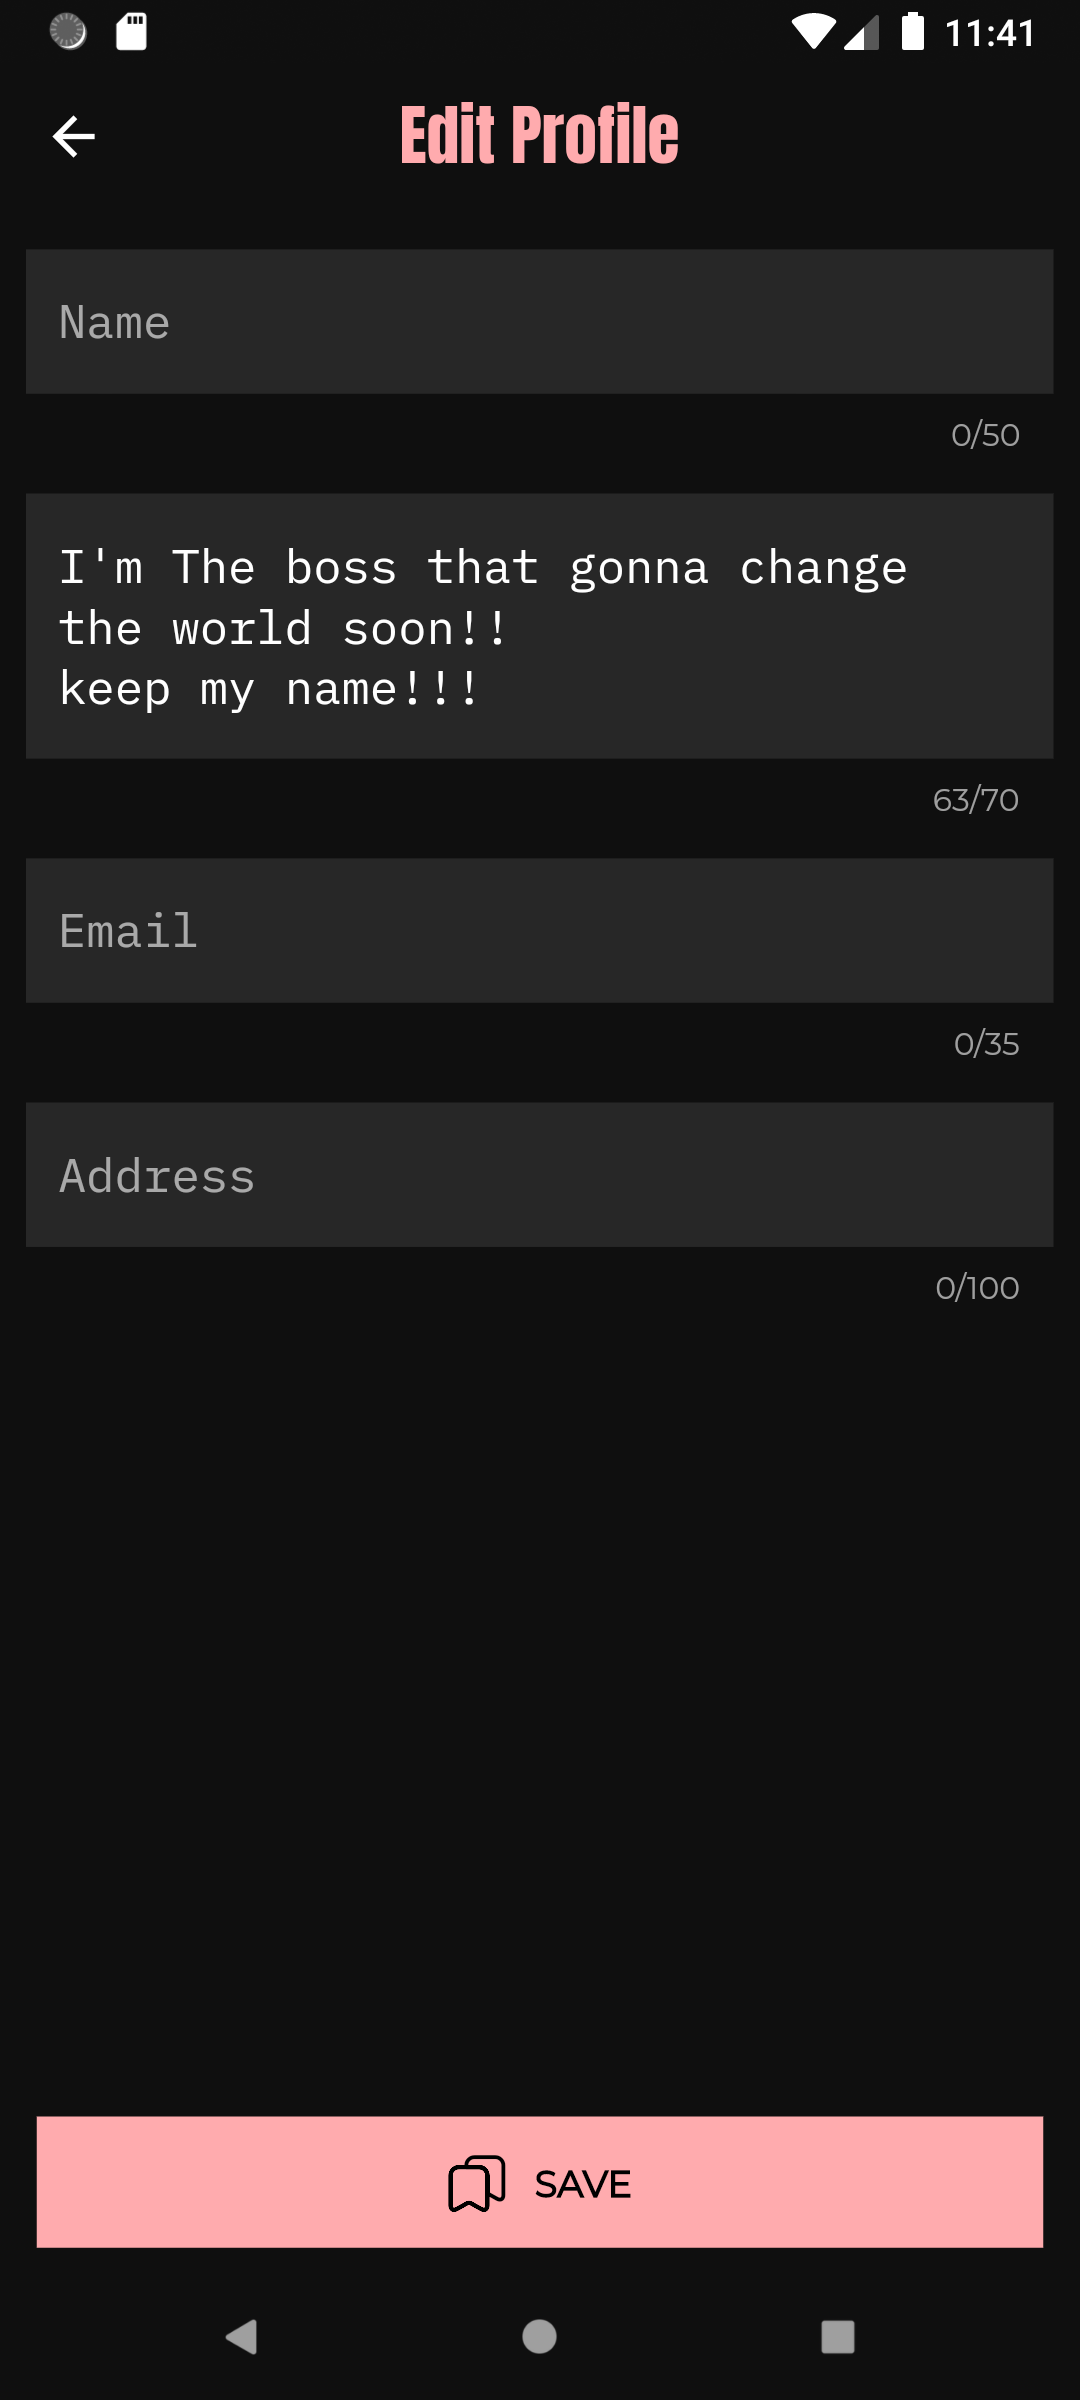 11:41
Edit Profile
Name
0/50
I'm The boss that gonna change
the world soon!!
keep my name!!!
63/70
Email
0/35
Address
0/100
SAVE